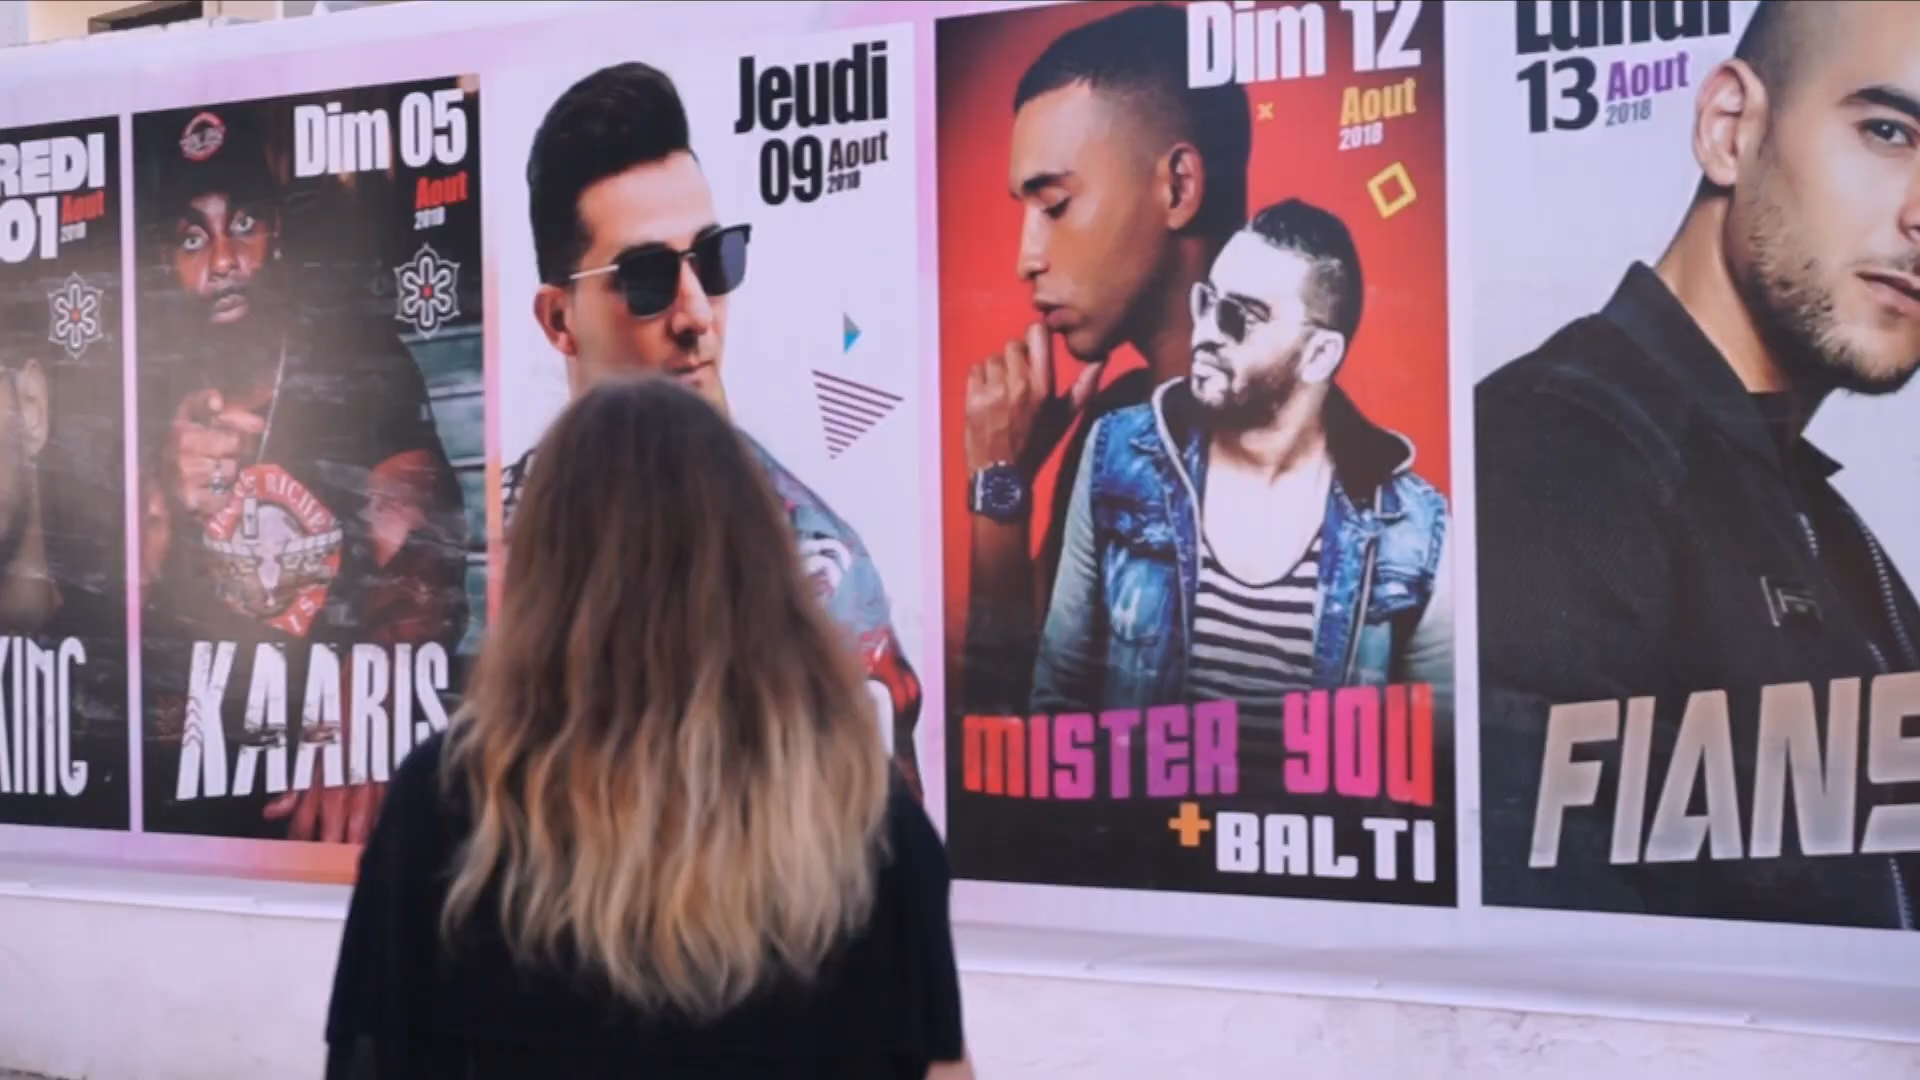 REDI
01 Aout
2018
KING
Dim 05
Aout
2018
KAARIS
Jeudi
09 Aout
2018
Dim 12
Aout
2018
MISTER YOU
+BALTI
Lundi
13 Aout
2018
FIANS